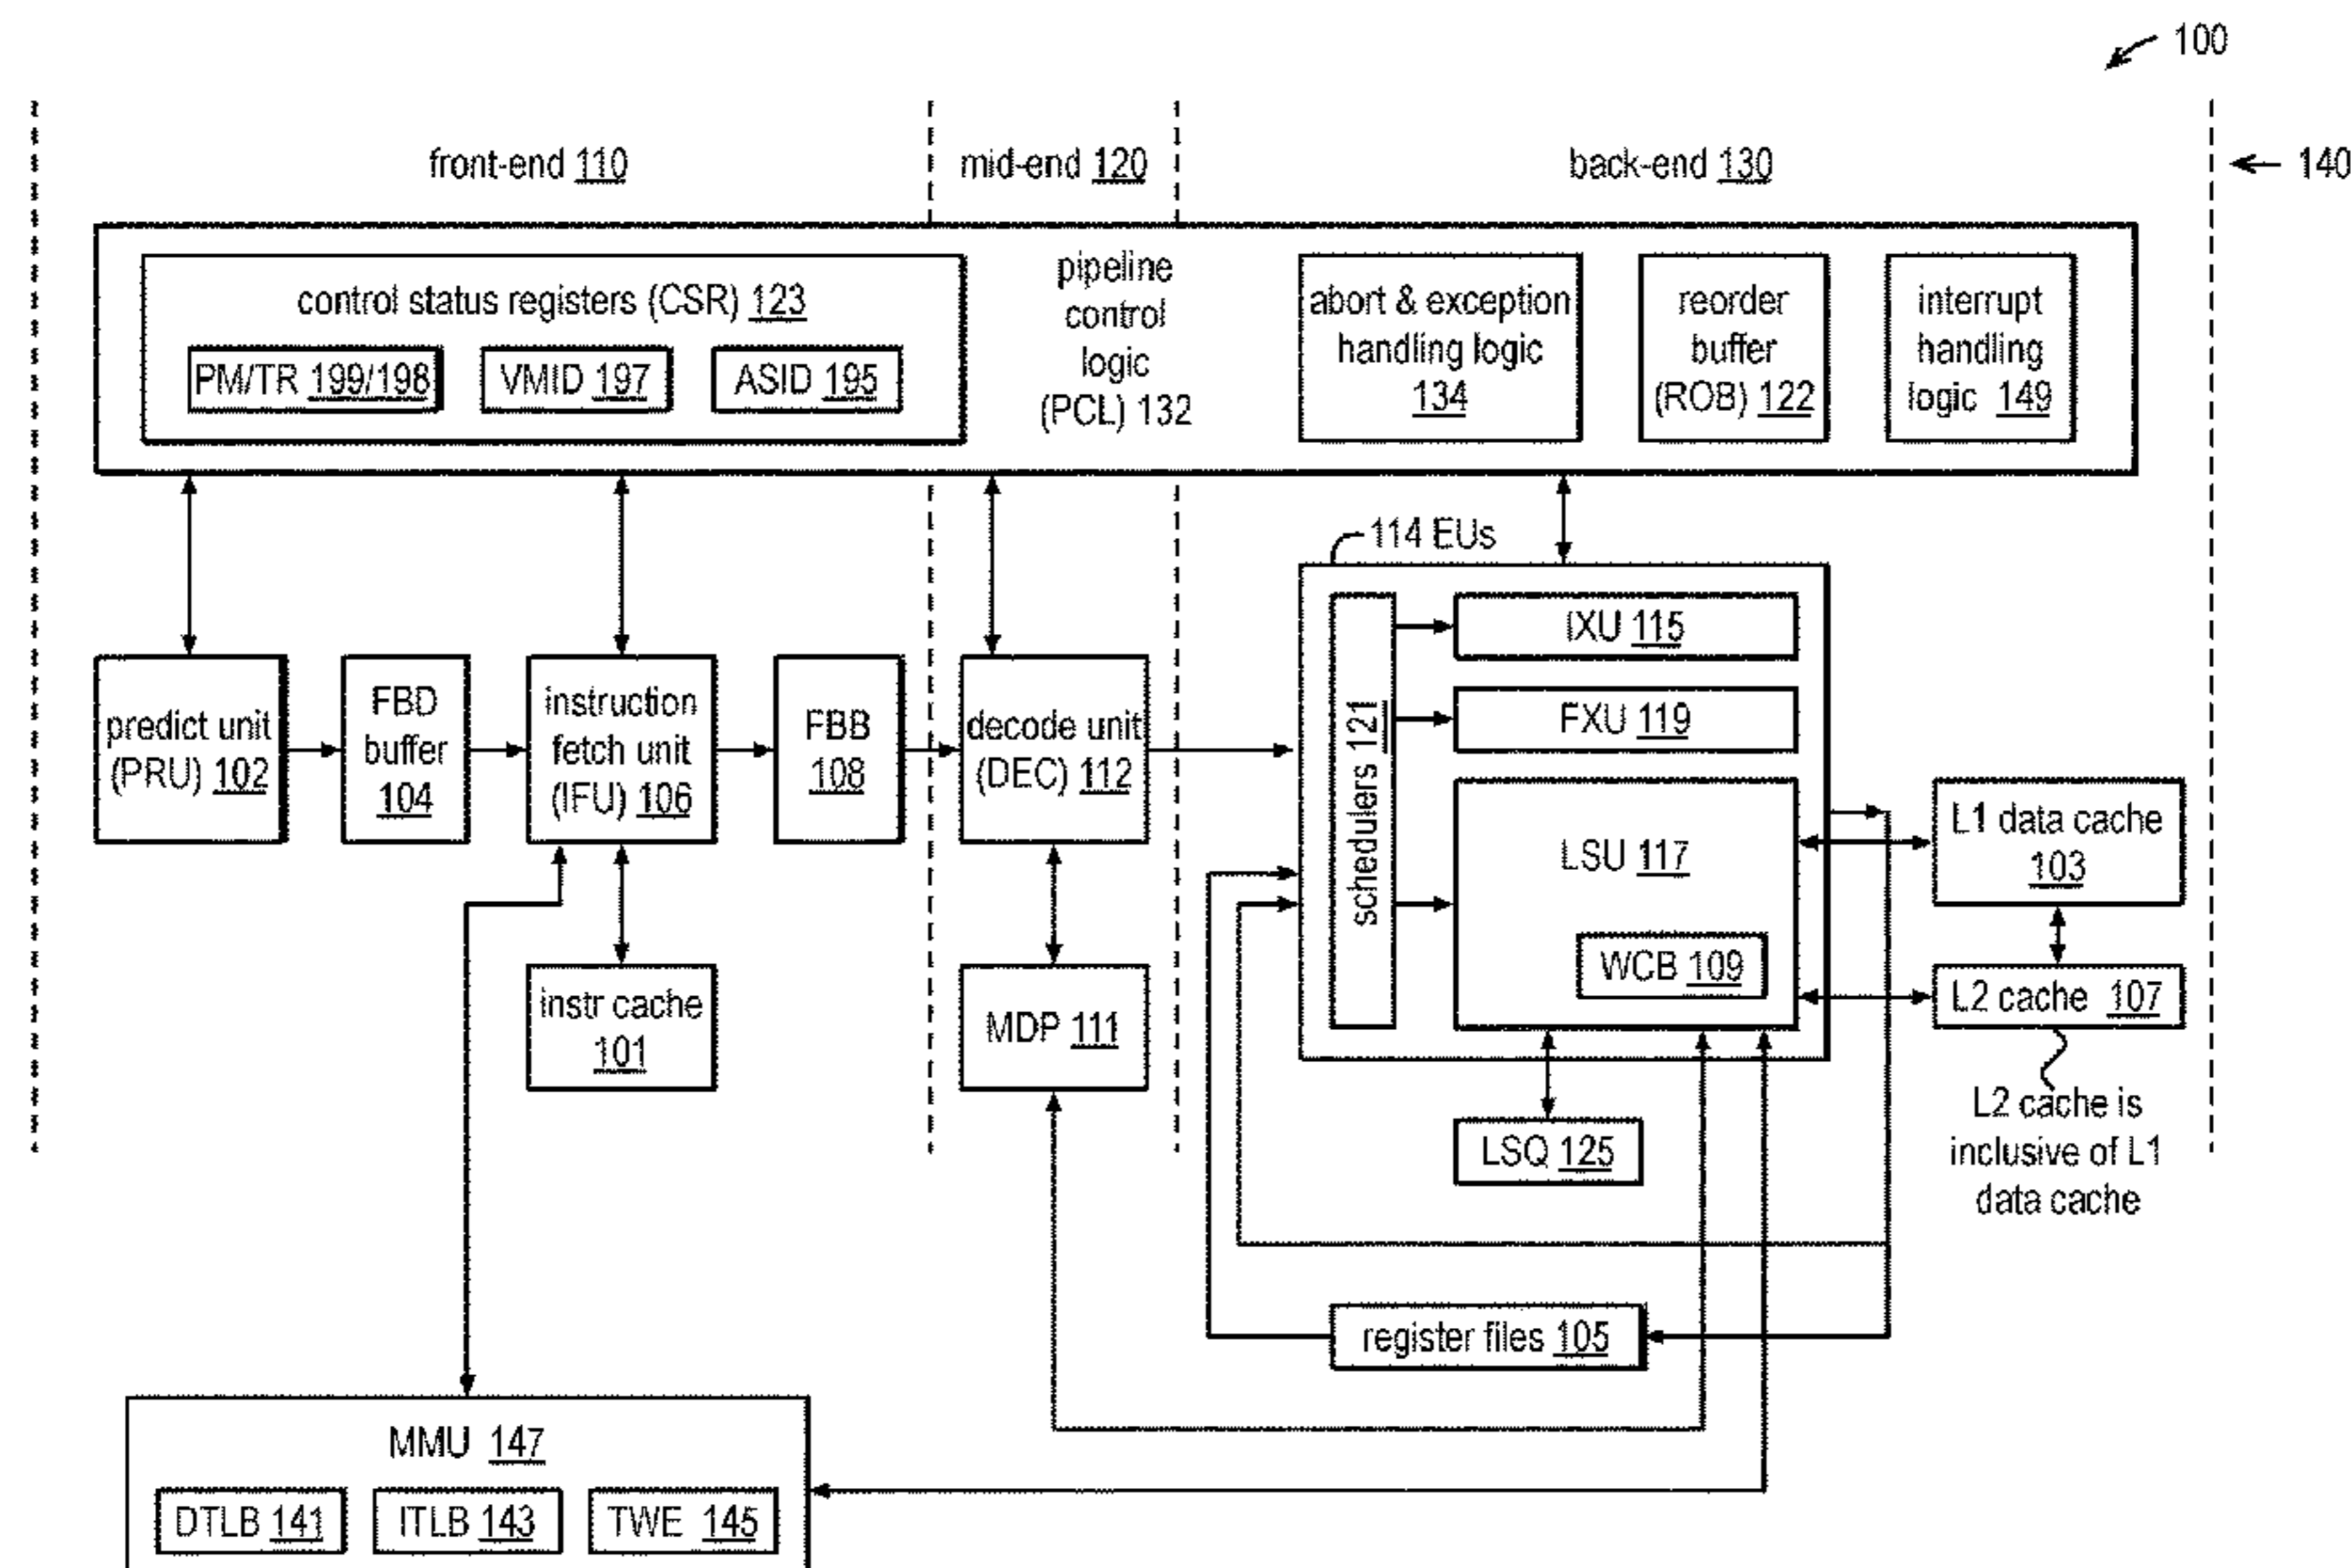 100
front-end 110
mid-end 120
back-end 130
140
control status registers (CSR) 123
PM/TR 199/198
VMID 197
ASID 195
pipeline
control
logic
(PCL) 132
abort & exception
handling logic
134
reorder
buffer
(ROB) 122
interrupt
handling
logic 149
114 EUs
predict unit
(PRU) 102
FBD
buffer
104
instruction
fetch unit
(IFU) 106
FBB
108
decode unit
(DEC) 112
schedulers 121
IXU 115
FXU 119
LSU 117
WCB 109
L1 data cache
103
L2 cache 107
L2 cache is
inclusive of L1
data cache
instr cache
101
MDP 111
LSQ 125
register files 105
MMU 147
DTLB 141
ITLB 143
TWE 145